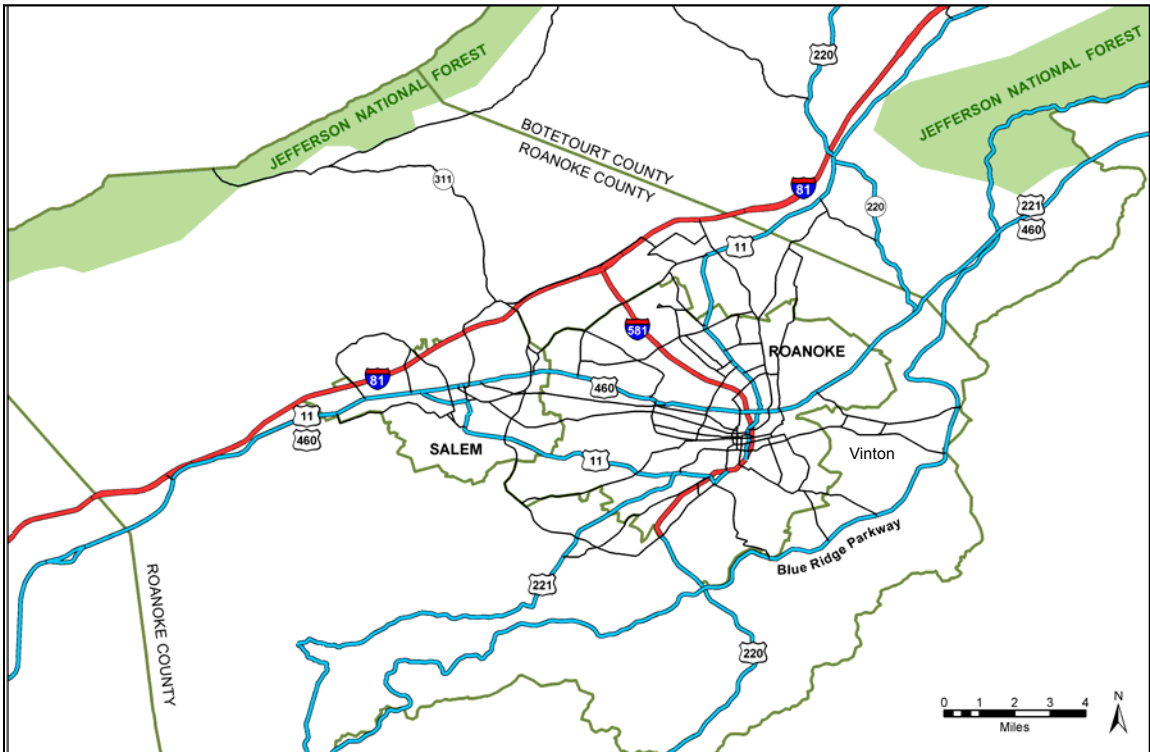 220
JEFFERSON NATIONAL FOREST
JEFFERSON NATIONAL FOREST
BOTETOURT COUNTY
ROANOKE COUNTY
311
81
220
221
460
11
581
ROANOKE
81
460
11
460
SALEM
11
Vinton
Blue Ridge Parkway
221
ROANOKE COUNTY
220
0 1 2 3 4
Miles
N